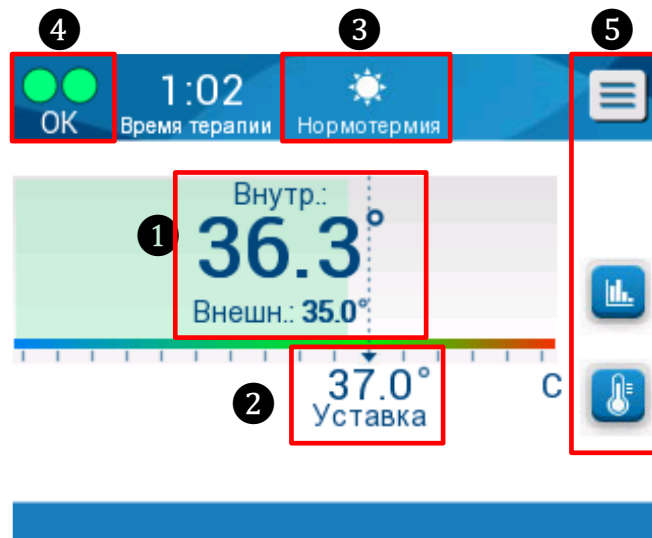 4
3
5
1:02
OK
Время терапии
Нормотермия
Внутр.:
1
36.3°
Внешн.: 35.0°
2
37.0°
C
Уставка